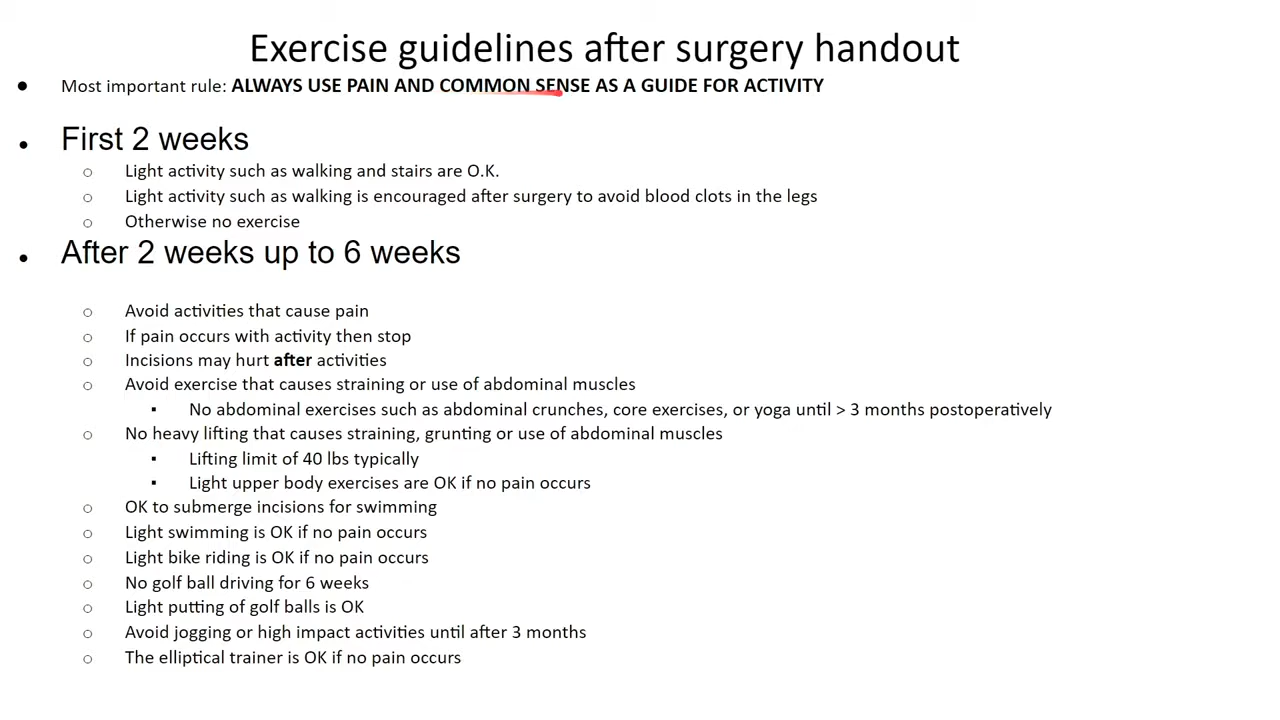 Exercise guidelines after surgery handout
● Most important rule: ALWAYS USE PAIN AND COMMON SENSE AS A GUIDE FOR ACTIVITY
● First 2 weeks
○ Light activity such as walking and stairs are O.K.
○ Light activity such as walking is encouraged after surgery to avoid blood clots in the legs
○ Otherwise no exercise
● After 2 weeks up to 6 weeks
○ Avoid activities that cause pain
○ If pain occurs with activity then stop
○ Incisions may hurt after activities
○ Avoid exercise that causes straining or use of abdominal muscles
▪ No abdominal exercises such as abdominal crunches, core exercises, or yoga until > 3 months postoperatively
○ No heavy lifting that causes straining, grunting or use of abdominal muscles
▪ Lifting limit of 40 lbs typically
▪ Light upper body exercises are OK if no pain occurs
○ OK to submerge incisions for swimming
○ Light swimming is OK if no pain occurs
○ Light bike riding is OK if no pain occurs
○ No golf ball driving for 6 weeks
○ Light putting of golf balls is OK
○ Avoid jogging or high impact activities until after 3 months
○ The elliptical trainer is OK if no pain occurs